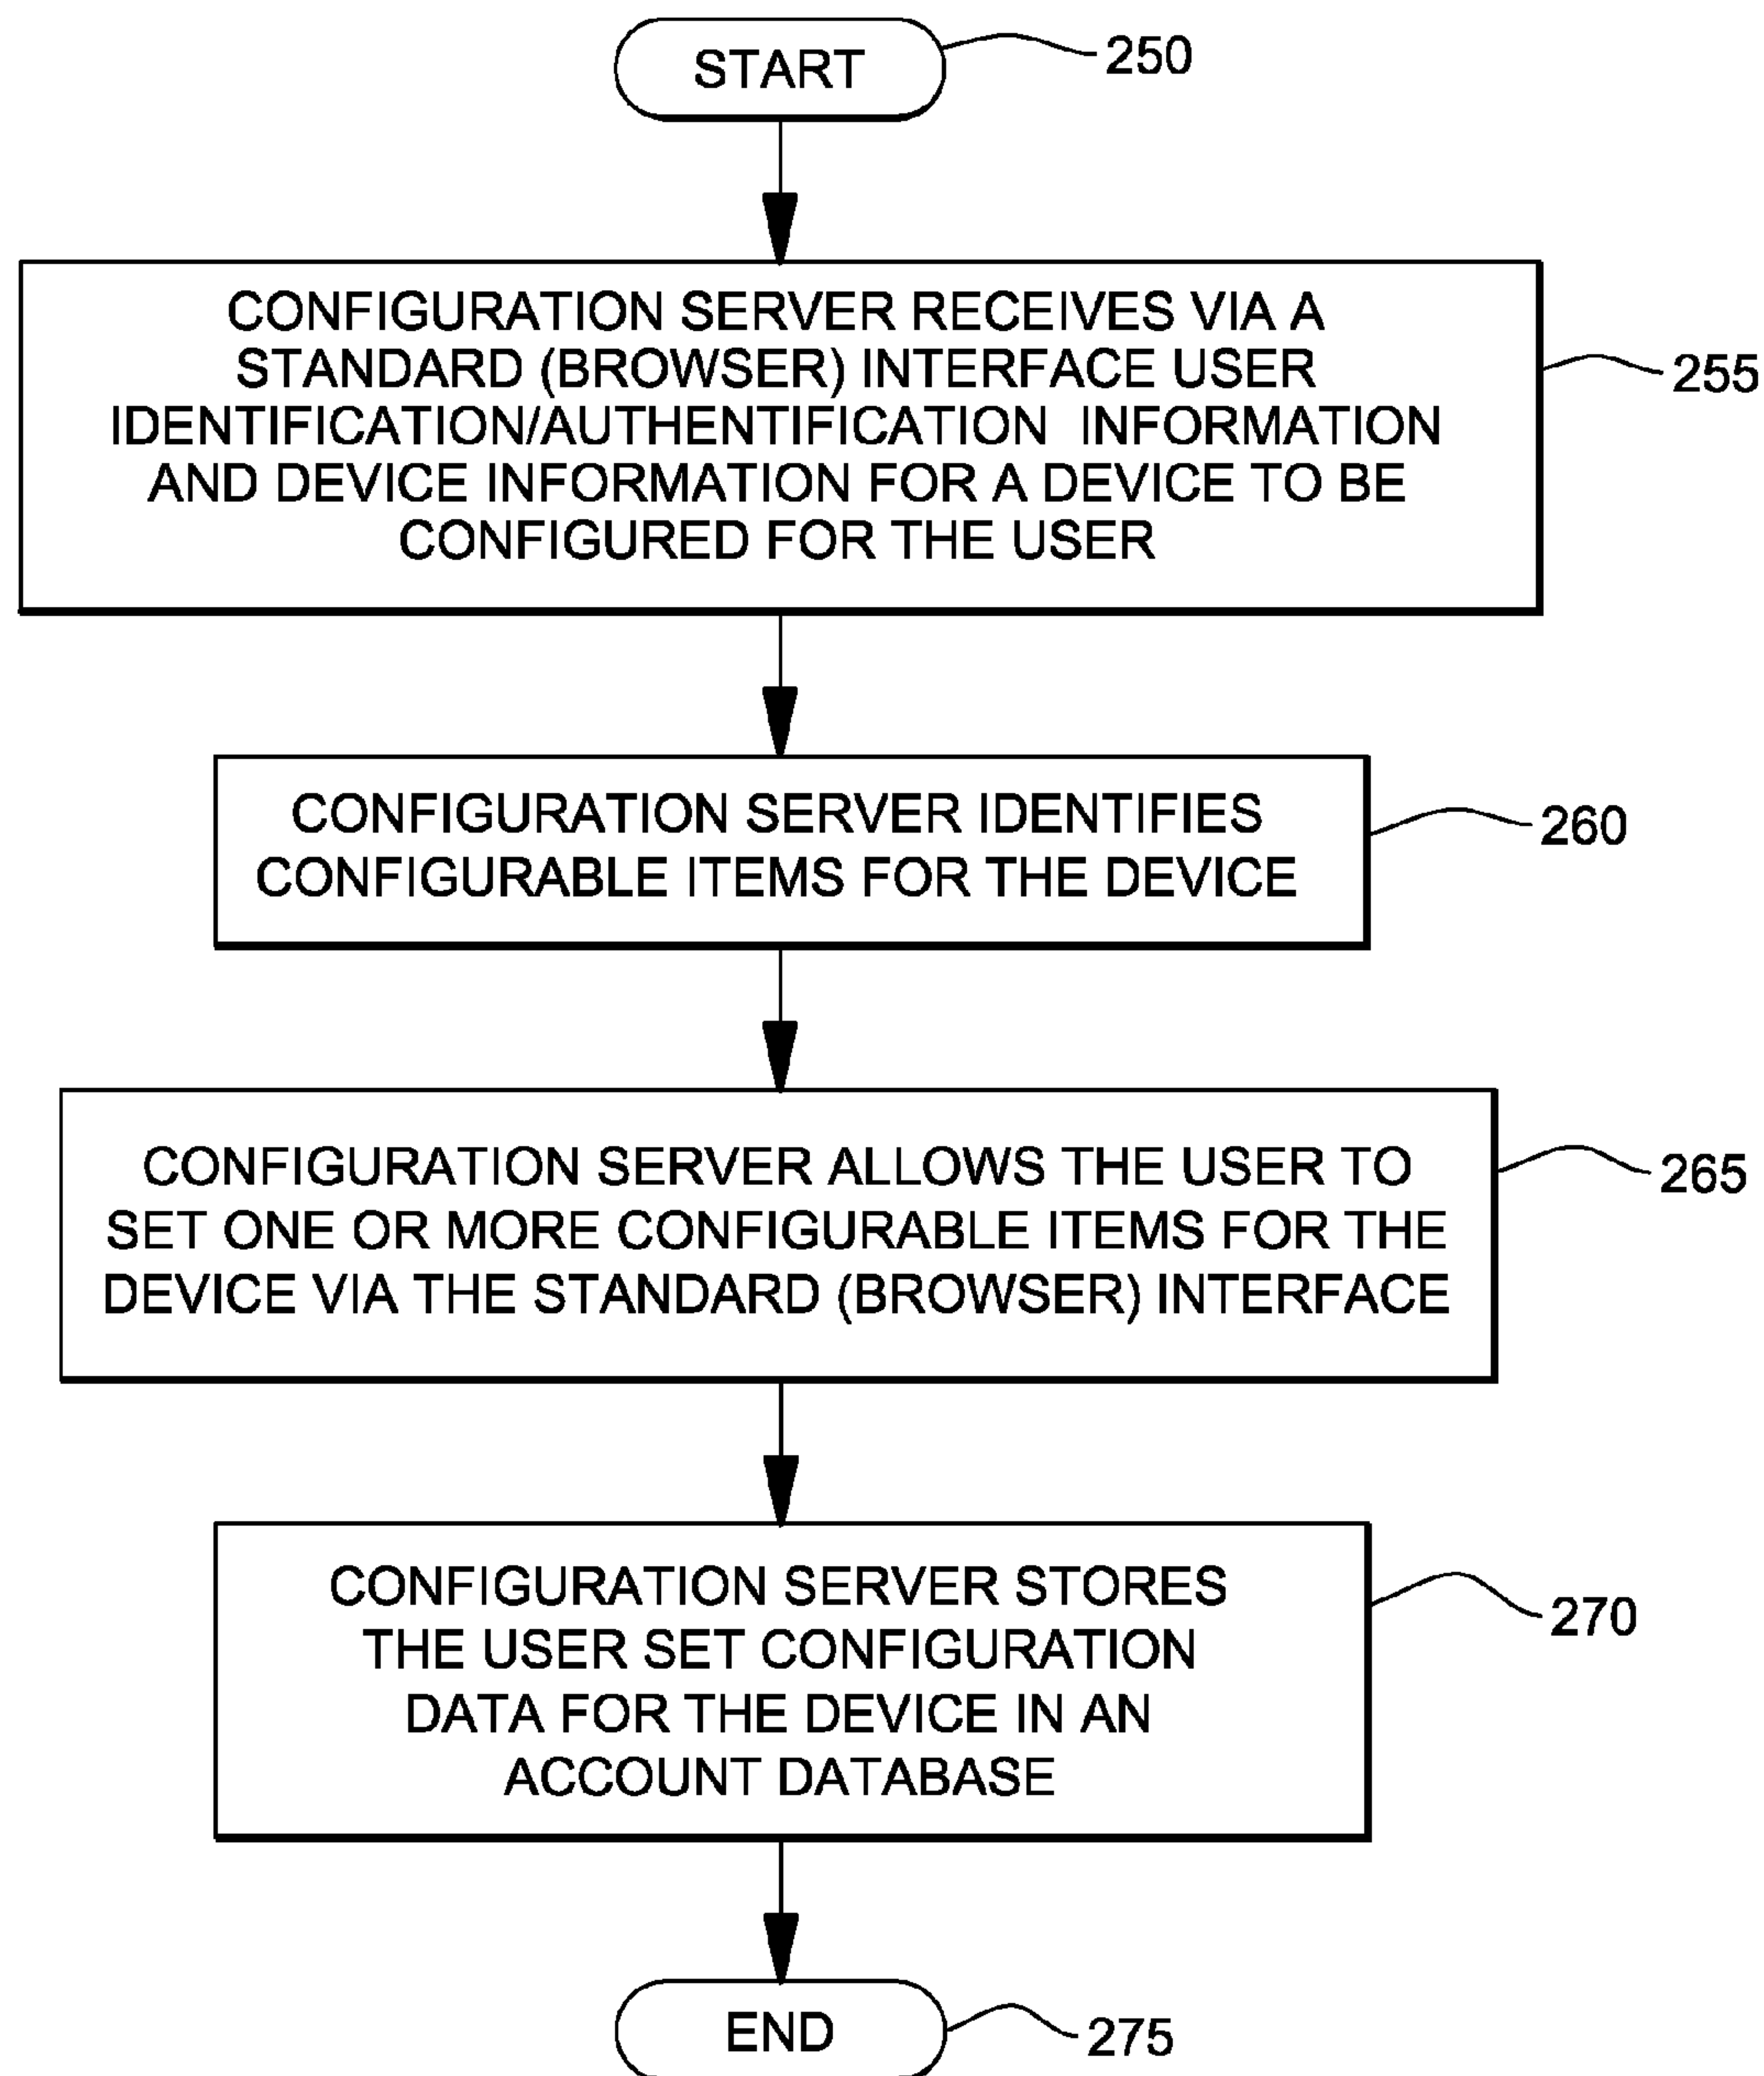 START
250
CONFIGURATION SERVER RECEIVES VIA A
STANDARD (BROWSER) INTERFACE USER
IDENTIFICATION/AUTHENTIFICATION INFORMATION
AND DEVICE INFORMATION FOR A DEVICE TO BE
CONFIGURED FOR THE USER
255
CONFIGURATION SERVER IDENTIFIES
CONFIGURABLE ITEMS FOR THE DEVICE
260
CONFIGURATION SERVER ALLOWS THE USER TO
SET ONE OR MORE CONFIGURABLE ITEMS FOR THE
DEVICE VIA THE STANDARD (BROWSER) INTERFACE
265
CONFIGURATION SERVER STORES
THE USER SET CONFIGURATION
DATA FOR THE DEVICE IN AN
ACCOUNT DATABASE
270
END
275